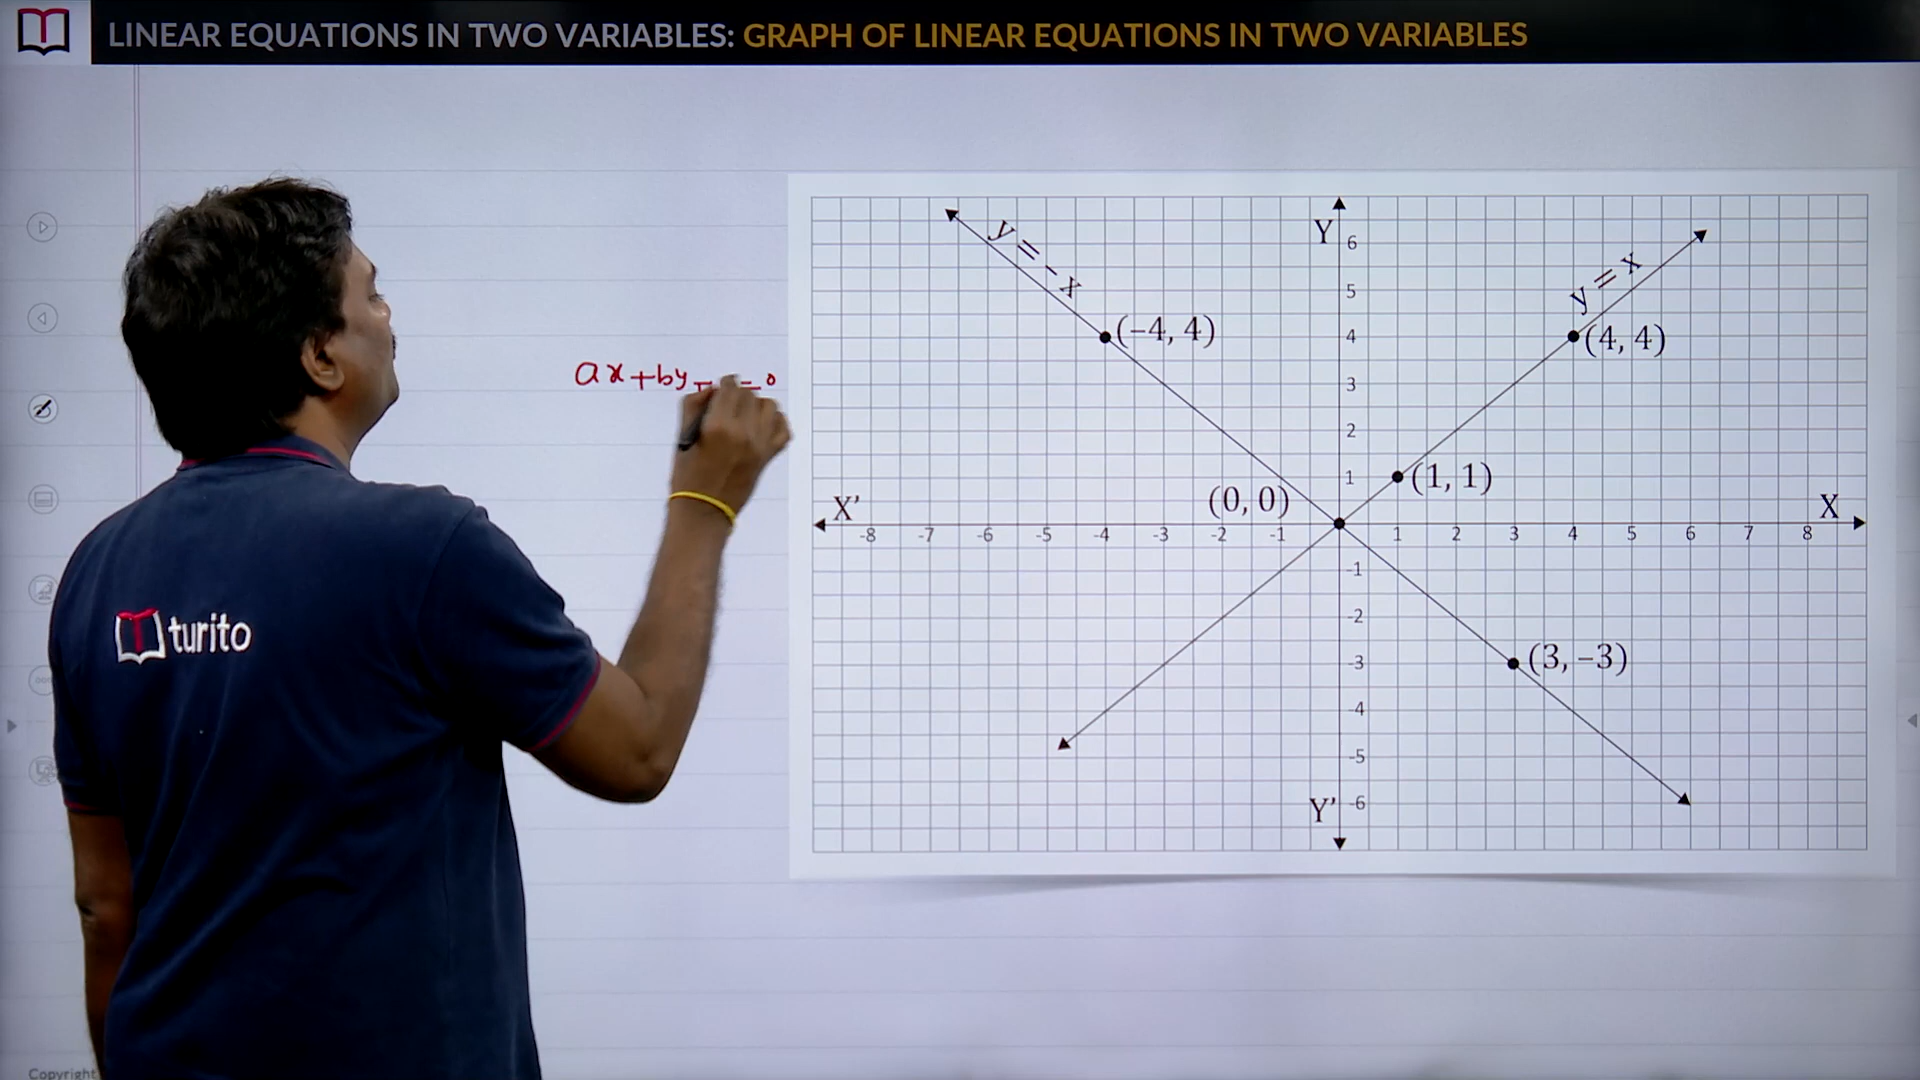 LINEAR EQUATIONS IN TWO VARIABLES: GRAPH OF LINEAR EQUATIONS IN TWO VARIABLES
Y
6
y = - x
y = x
5
(-4, 4)
4
(4, 4)
3
ax+by = 0
2
1
(1, 1)
(0, 0)
X'
X
-8 -7 -6 -5 -4 -3 -2 -1 1 2 3 4 5 6 7 8
-1
turito
-2
-3
(3, -3)
-4
-5
Y'
-6
Copyright